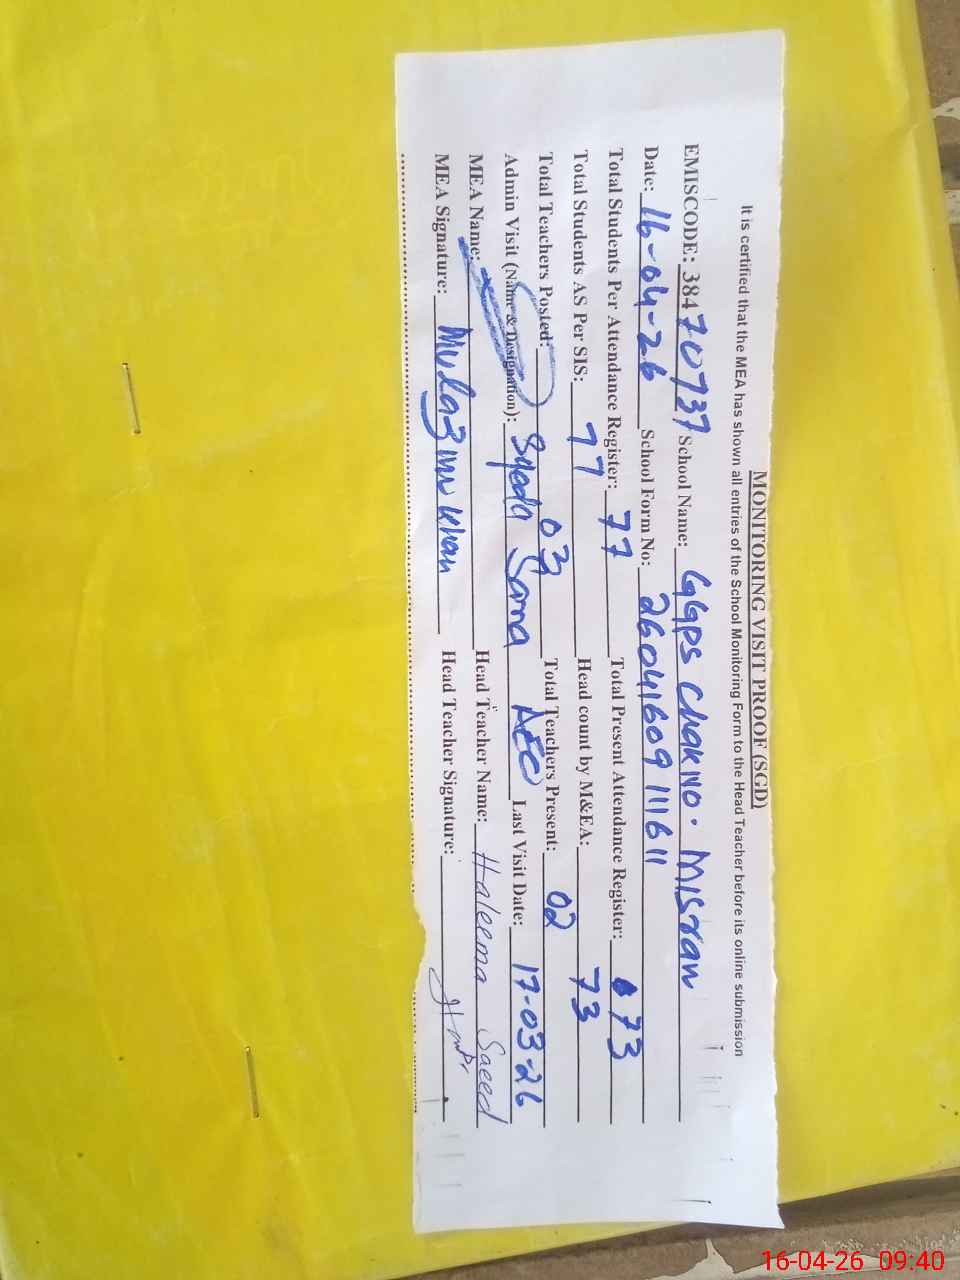 MONITORING VISIT PROOF (SGD)
It is certified that the MEA has shown all entries of the School Monitoring Form to the Head Teacher before its online submission
EMISCODE: 38470737 School Name: GGPS Chak No. Misran
Date: 16-04-26 School Form No: 26041609111611
Total Students Per Attendance Register: 77 Total Present Attendance Register: 73
Total Students AS Per SIS: 77 Head count by M&EA: 73
Total Teachers Posted: 03 Total Teachers Present: 02
Admin Visit (Name & Designation): Syeda Sama AEO Last Visit Date: 17-03-26
MEA Name: Head Teacher Name: Haleema Saeed
MEA Signature: Khan Head Teacher Signature:
16-04-26 09:40